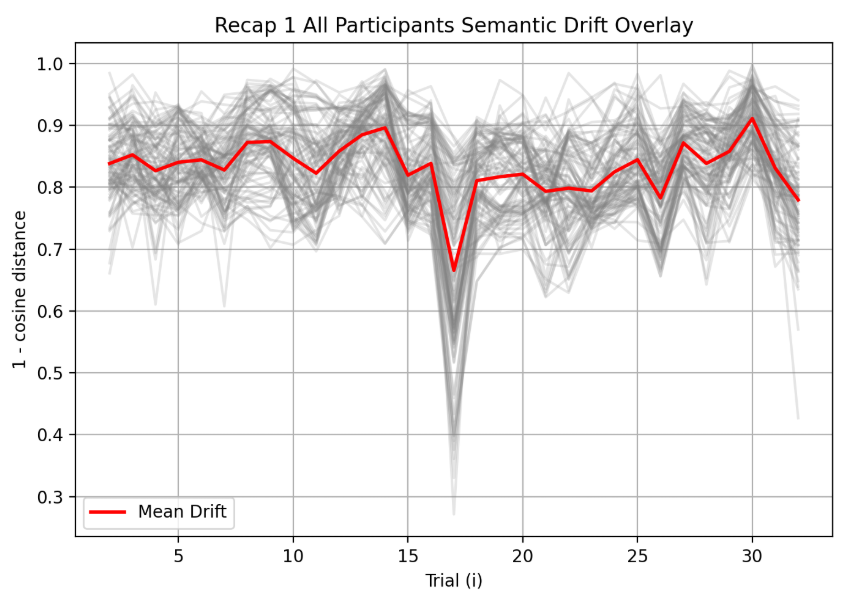 Recap 1 All Participants Semantic Drift Overlay
1 - cosine distance
1.0
0.9
0.8
0.7
0.6
0.5
0.4
0.3
Mean Drift
5 10 15 20 25 30
Trial (i)